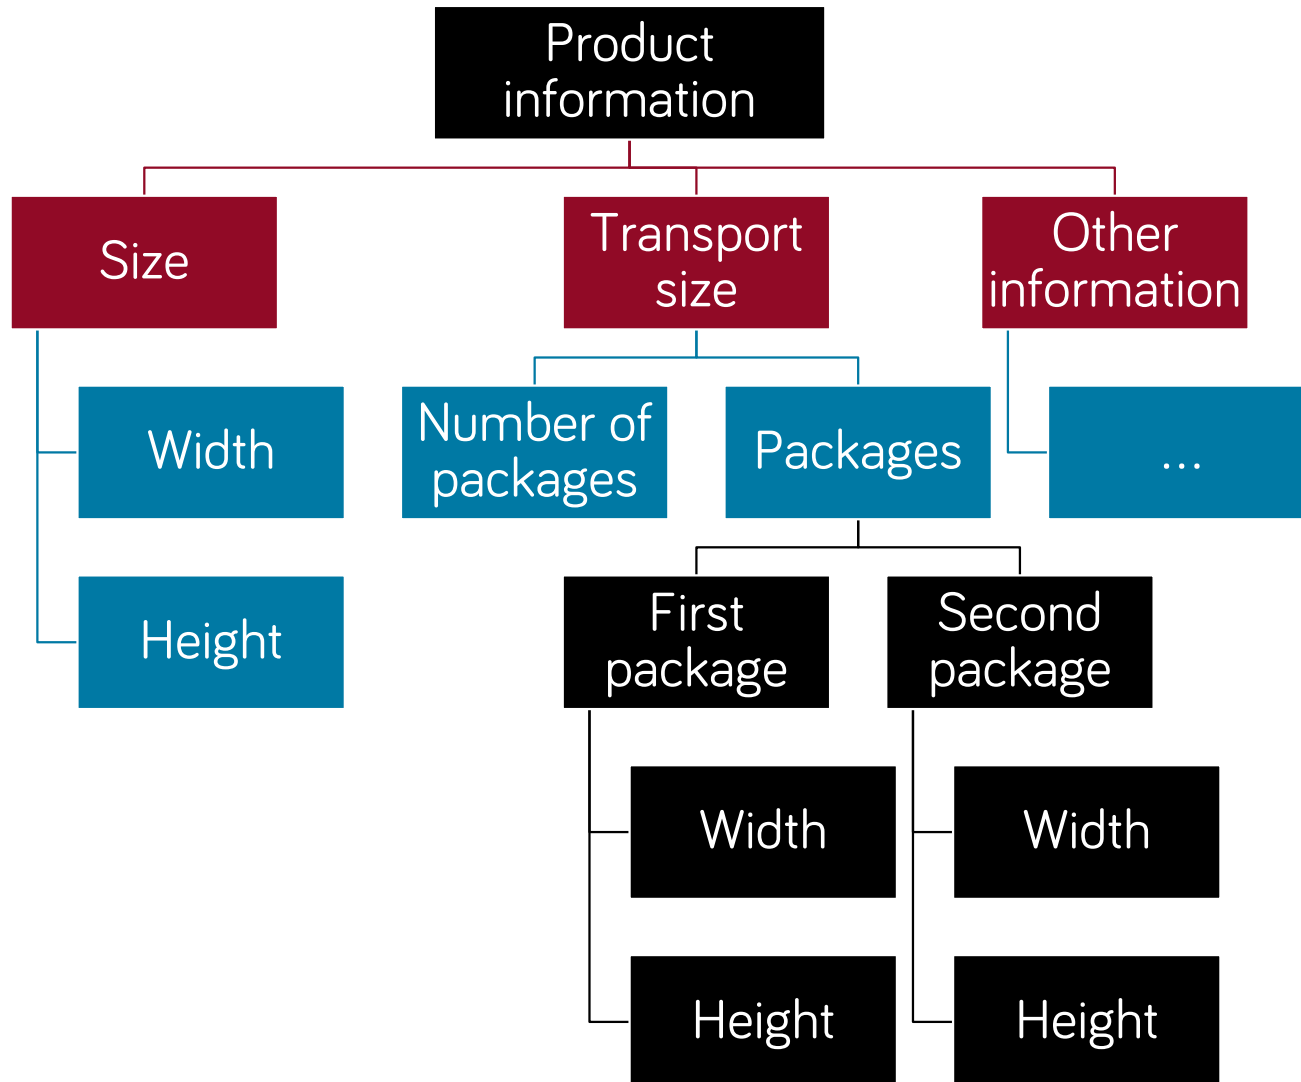 Product
information
Size
Transport
size
Other
information
Width
Number of
packages
Packages
...
Height
First
package
Second
package
Width
Width
Height
Height